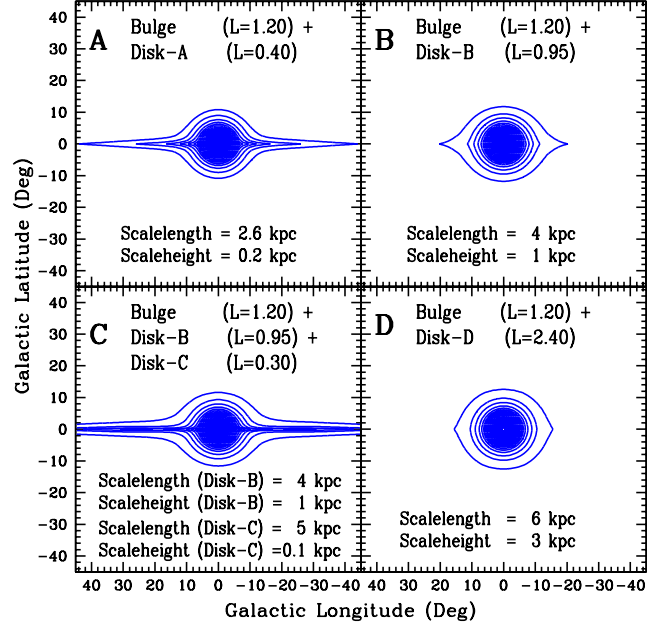 A
Bulge (L=1.20) +
Disk-A (L=0.40)
Scalelength = 2.6 kpc
Scaleheight = 0.2 kpc
B
Bulge (L=1.20) +
Disk-B (L=0.95)
Scalelength = 4 kpc
Scaleheight = 1 kpc
C
Bulge (L=1.20) +
Disk-B (L=0.95) +
Disk-C (L=0.30)
Scalelength (Disk-B) = 4 kpc
Scaleheight (Disk-B) = 1 kpc
Scalelength (Disk-C) = 5 kpc
Scaleheight (Disk-C) =0.1 kpc
D
Bulge (L=1.20) +
Disk-D (L=2.40)
Scalelength = 6 kpc
Scaleheight = 3 kpc
Galactic Latitude (Deg)
40
30
20
10
0
-10
-20
-30
-40
40
30
20
10
0
-10
-20
-30
-40
40 30 20 10 0 -10 -20 -30 -40
40 30 20 10 0 -10 -20 -30 -40
Galactic Longitude (Deg)